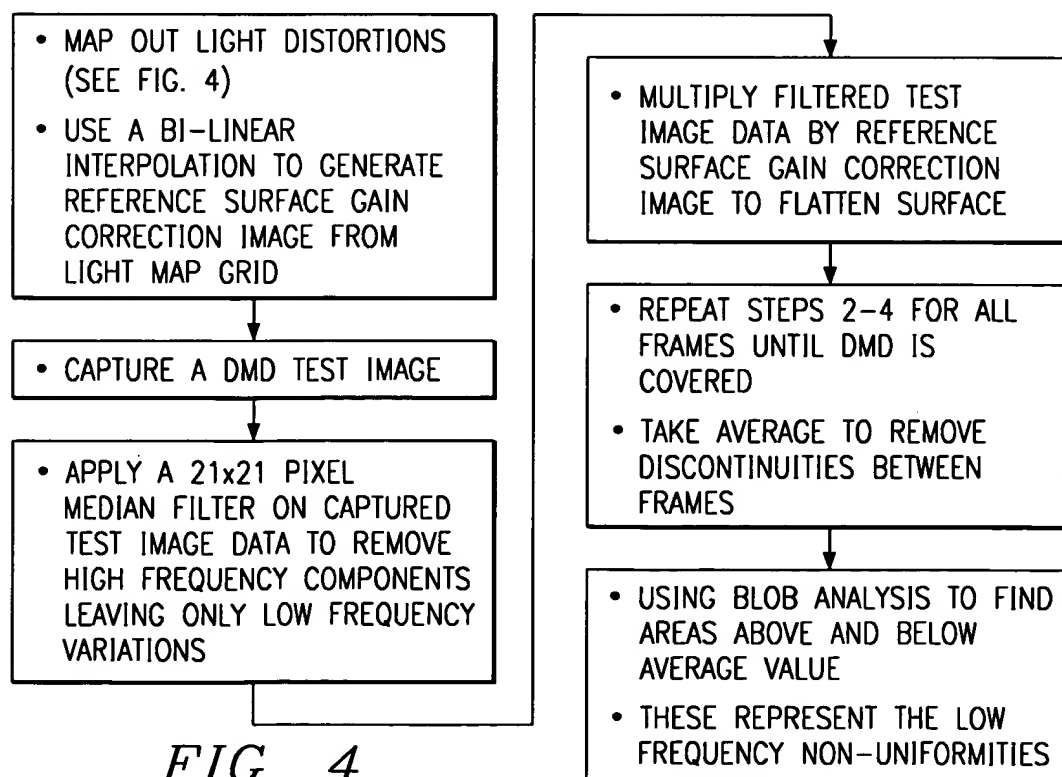 • MAP OUT LIGHT DISTORTIONS
(SEE FIG. 4)
• USE A BI-LINEAR
INTERPOLATION TO GENERATE
REFERENCE SURFACE GAIN
CORRECTION IMAGE FROM
LIGHT MAP GRID
• CAPTURE A DMD TEST IMAGE
• APPLY A 21x21 PIXEL
MEDIAN FILTER ON CAPTURED
TEST IMAGE DATA TO REMOVE
HIGH FREQUENCY COMPONENTS
LEAVING ONLY LOW FREQUENCY
VARIATIONS
• MULTIPLY FILTERED TEST
IMAGE DATA BY REFERENCE
SURFACE GAIN CORRECTION
IMAGE TO FLATTEN SURFACE
• REPEAT STEPS 2-4 FOR ALL
FRAMES UNTIL DMD IS
COVERED
• TAKE AVERAGE TO REMOVE
DISCONTINUITIES BETWEEN
FRAMES
• USING BLOB ANALYSIS TO FIND
AREAS ABOVE AND BELOW
AVERAGE VALUE
• THESE REPRESENT THE LOW
FREQUENCY NON-UNIFORMITIES
FIG. 4